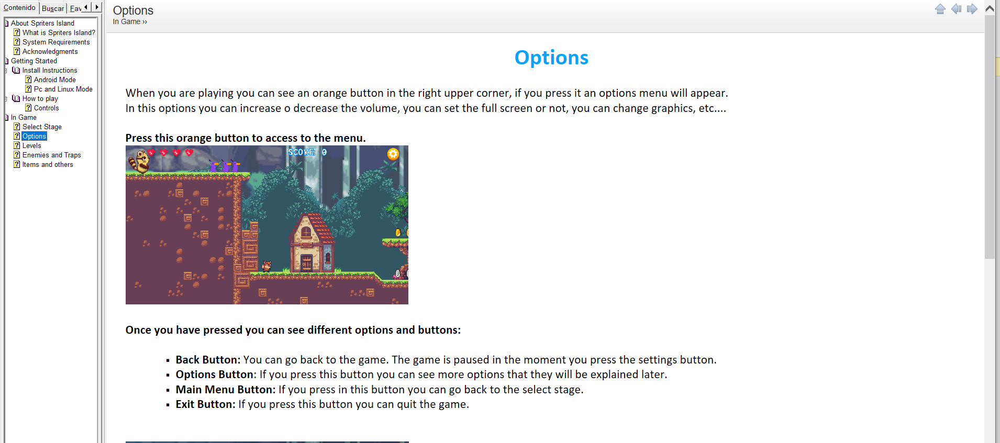 Contenido
Buscar
Fav
About Spriters Island
What is Spriters Island?
System Requirements
Acknowledgments
Getting Started
Install Instructions
Android Mode
Pc and Linux Mode
How to play
Controls
In Game
Select Stage
Options
Levels
Enemies and Traps
Items and others
Options
In Game ››
Options
When you are playing you can see an orange button in the right upper corner, if you press it an options menu will appear.
In this options you can increase o decrease the volume, you can set the full screen or not, you can change graphics, etc....
Press this orange button to access to the menu.
SCORE: 0
Once you have pressed you can see different options and buttons:
▪ Back Button: You can go back to the game. The game is paused in the moment you press the settings button.
▪ Options Button: If you press this button you can see more options that they will be explained later.
▪ Main Menu Button: If you press in this button you can go back to the select stage.
▪ Exit Button: If you press this button you can quit the game.